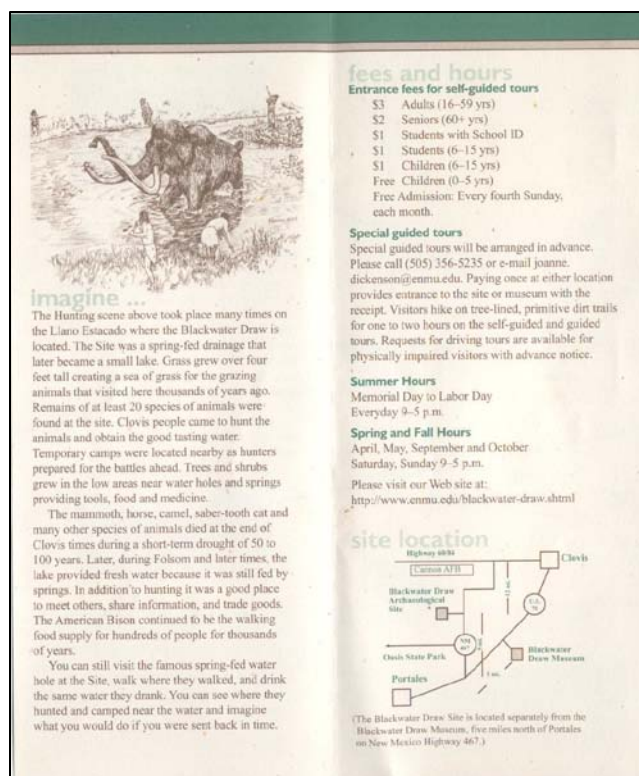 imagine ...
The Hunting scene above took place many times on
the Llano Estacado where the Blackwater Draw is
located. The Site was a spring-fed drainage that
later became a small lake. Grass grew over four
feet tall creating a sea of grass for the grazing
animals that visited here thousands of years ago.
Remains of at least 20 species of animals were
found at the site. Clovis people came to hunt the
animals and obtain the good tasting water.
Temporary camps were located nearby as hunters
prepared for the battles ahead. Trees and shrubs
grew in the low areas near water holes and springs
providing tools, food and medicine.
The mammoth, horse, camel, saber-tooth cat and
many other species of animals died at the end of
Clovis times during a short-term drought of 50 to
100 years. Later, during Folsom and later times, the
lake provided fresh water because it was still fed by
springs. In addition to hunting it was a good place
to meet others, share information, and trade goods.
The American Bison continued to be the walking
food supply for hundreds of people for thousands
of years.
You can still visit the famous spring-fed water
hole at the Site, walk where they walked, and drink
the same water they drank. You can see where they
hunted and camped near the water and imagine
what you would do if you were sent back in time.
fees and hours
Entrance fees for self-guided tours
$3 Adults (16–59 yrs)
$2 Seniors (60+ yrs)
$1 Students with School ID
$1 Students (6–15 yrs)
$1 Children (6–15 yrs)
Free Children (0–5 yrs)
Free Admission: Every fourth Sunday,
each month.
Special guided tours
Special guided tours will be arranged in advance.
Please call (505) 356-5235 or e-mail joanne.
dickenson@enmu.edu. Paying once at either location
provides entrance to the site or museum with the
receipt. Visitors hike on tree-lined, primitive dirt trails
for one to two hours on the self-guided and guided
tours. Requests for driving tours are available for
physically impaired visitors with advance notice.
Summer Hours
Memorial Day to Labor Day
Everyday 9–5 p.m.
Spring and Fall Hours
April, May, September and October
Saturday, Sunday 9–5 p.m.
Please visit our Web site at:
http://www.enmu.edu/blackwater-draw.shtml
site location
Highway 60/84
Clovis
Cannon AFB
Blackwater Draw
Archaeological
Site
U.S.
70
12 mi.
NM
467
5 mi.
Oasis State Park
Blackwater
Draw Museum
Portales
(The Blackwater Draw Site is located separately from the
Blackwater Draw Museum, five miles north of Portales
on New Mexico Highway 467.)